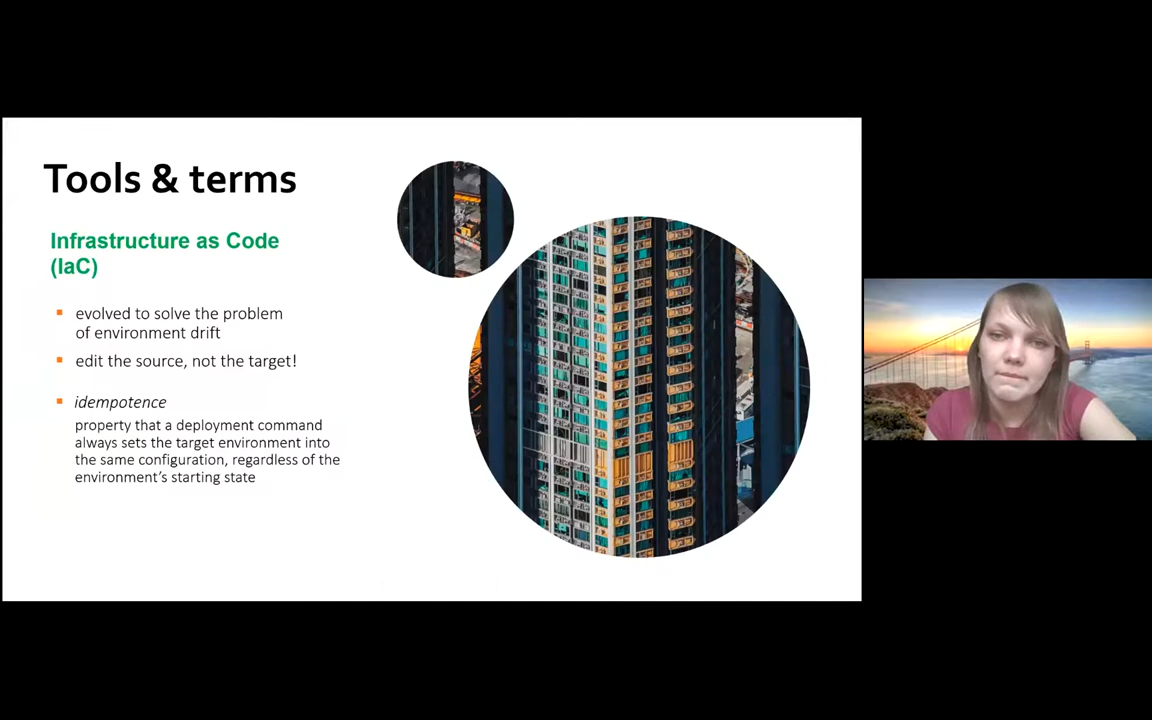 Tools & terms
Infrastructure as Code
(IaC)
▪ evolved to solve the problem
of environment drift
▪ edit the source, not the target!
▪ idempotence
property that a deployment command
always sets the target environment into
the same configuration, regardless of the
environment’s starting state